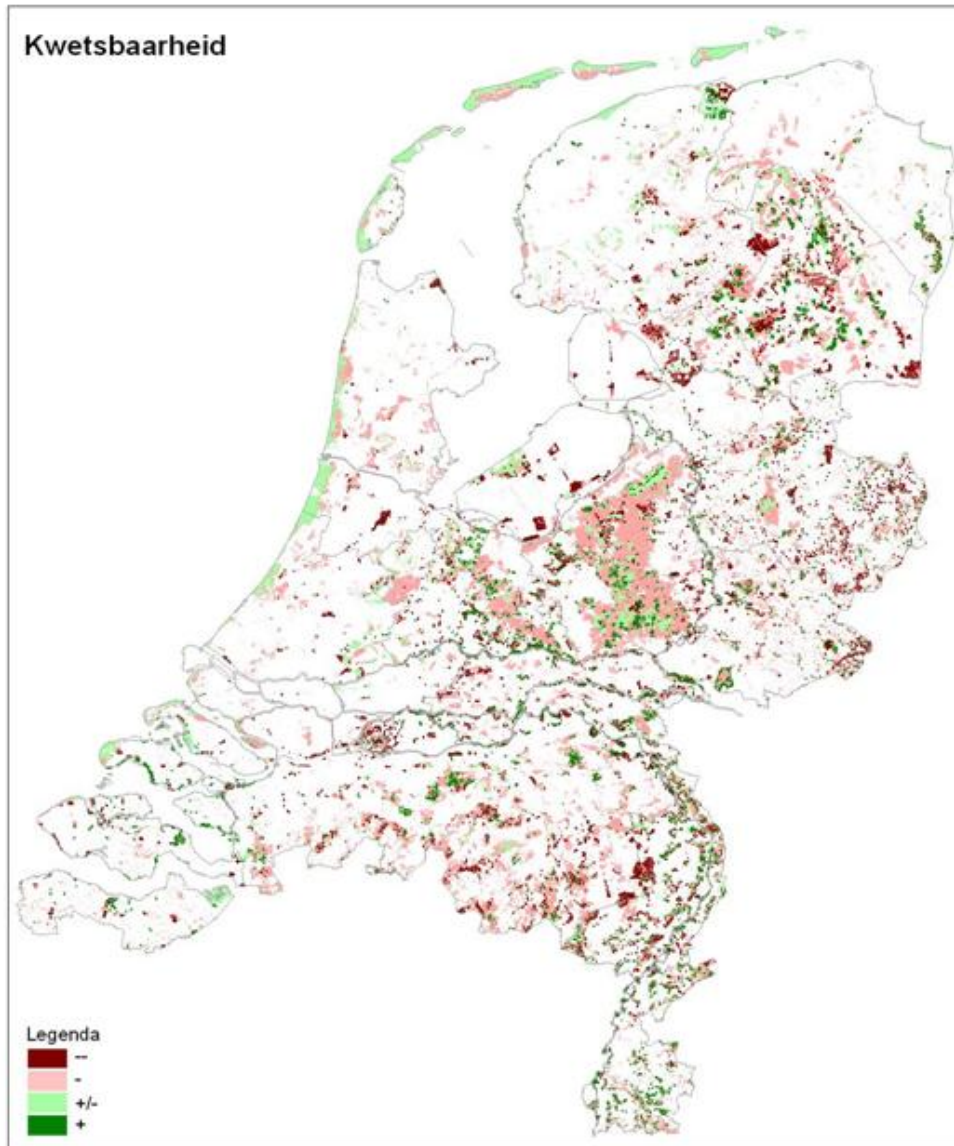 Kwetsbaarheid
Legenda
--
-
+/-
+